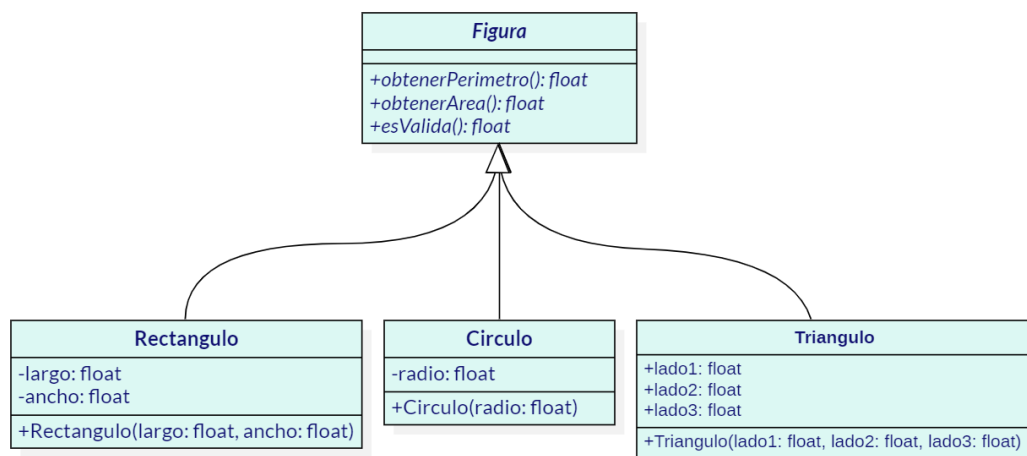 Figura
+obtenerPerimetro(): float
+obtenerArea(): float
+esValida(): float
Rectangulo
-largo: float
-ancho: float
+Rectangulo(largo: float, ancho: float)
Circulo
-radio: float
+Circulo(radio: float)
Triangulo
+lado1: float
+lado2: float
+lado3: float
+Triangulo(lado1: float, lado2: float, lado3: float)